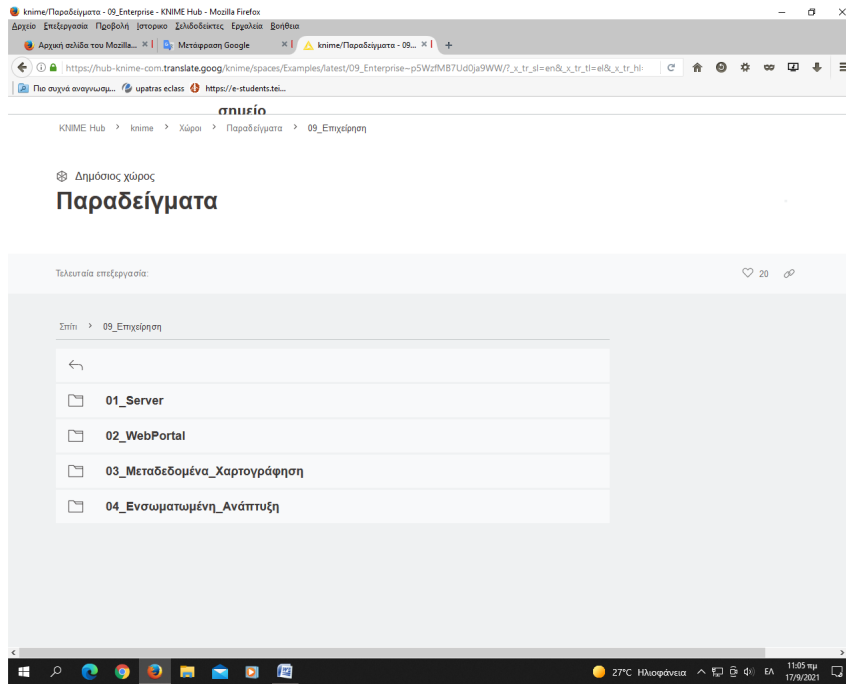 knime/Παραδείγματα - 09_Enterprise - KNIME Hub - Mozilla Firefox
Αρχείο Επεξεργασία Προβολή Ιστορικο Σελιδοδείκτες Εργαλεία Βοήθεια
Αρχική σελίδα του Mozilla... Μετάφραση Google knime/Παραδείγματα - 09...
https://hub-knime-com.translate.goog/knime/spaces/Examples/latest/09_Enterprise~p5WzfMB7Ud0ja9WW/?_x_tr_sl=en&_x_tr_tl=el&_x_tr_hl=
Πιο συχνά αναγνωσμ... upatras eclass https://e-students.tei...
σημείο
KNIME Hub > knime > Χώροι > Παραδείγματα > 09_Επιχείρηση
Δημόσιος χώρος
Παραδείγματα
Τελευταία επεξεργασία: 20
Σπίτι > 09_Επιχείρηση
01_Server
02_WebPortal
03_Μεταδεδομένα_Χαρτογράφηση
04_Ενσωματωμένη_Ανάπτυξη
27°C Ηλιοφάνεια ΕΛ 11:05 πμ
17/9/2021